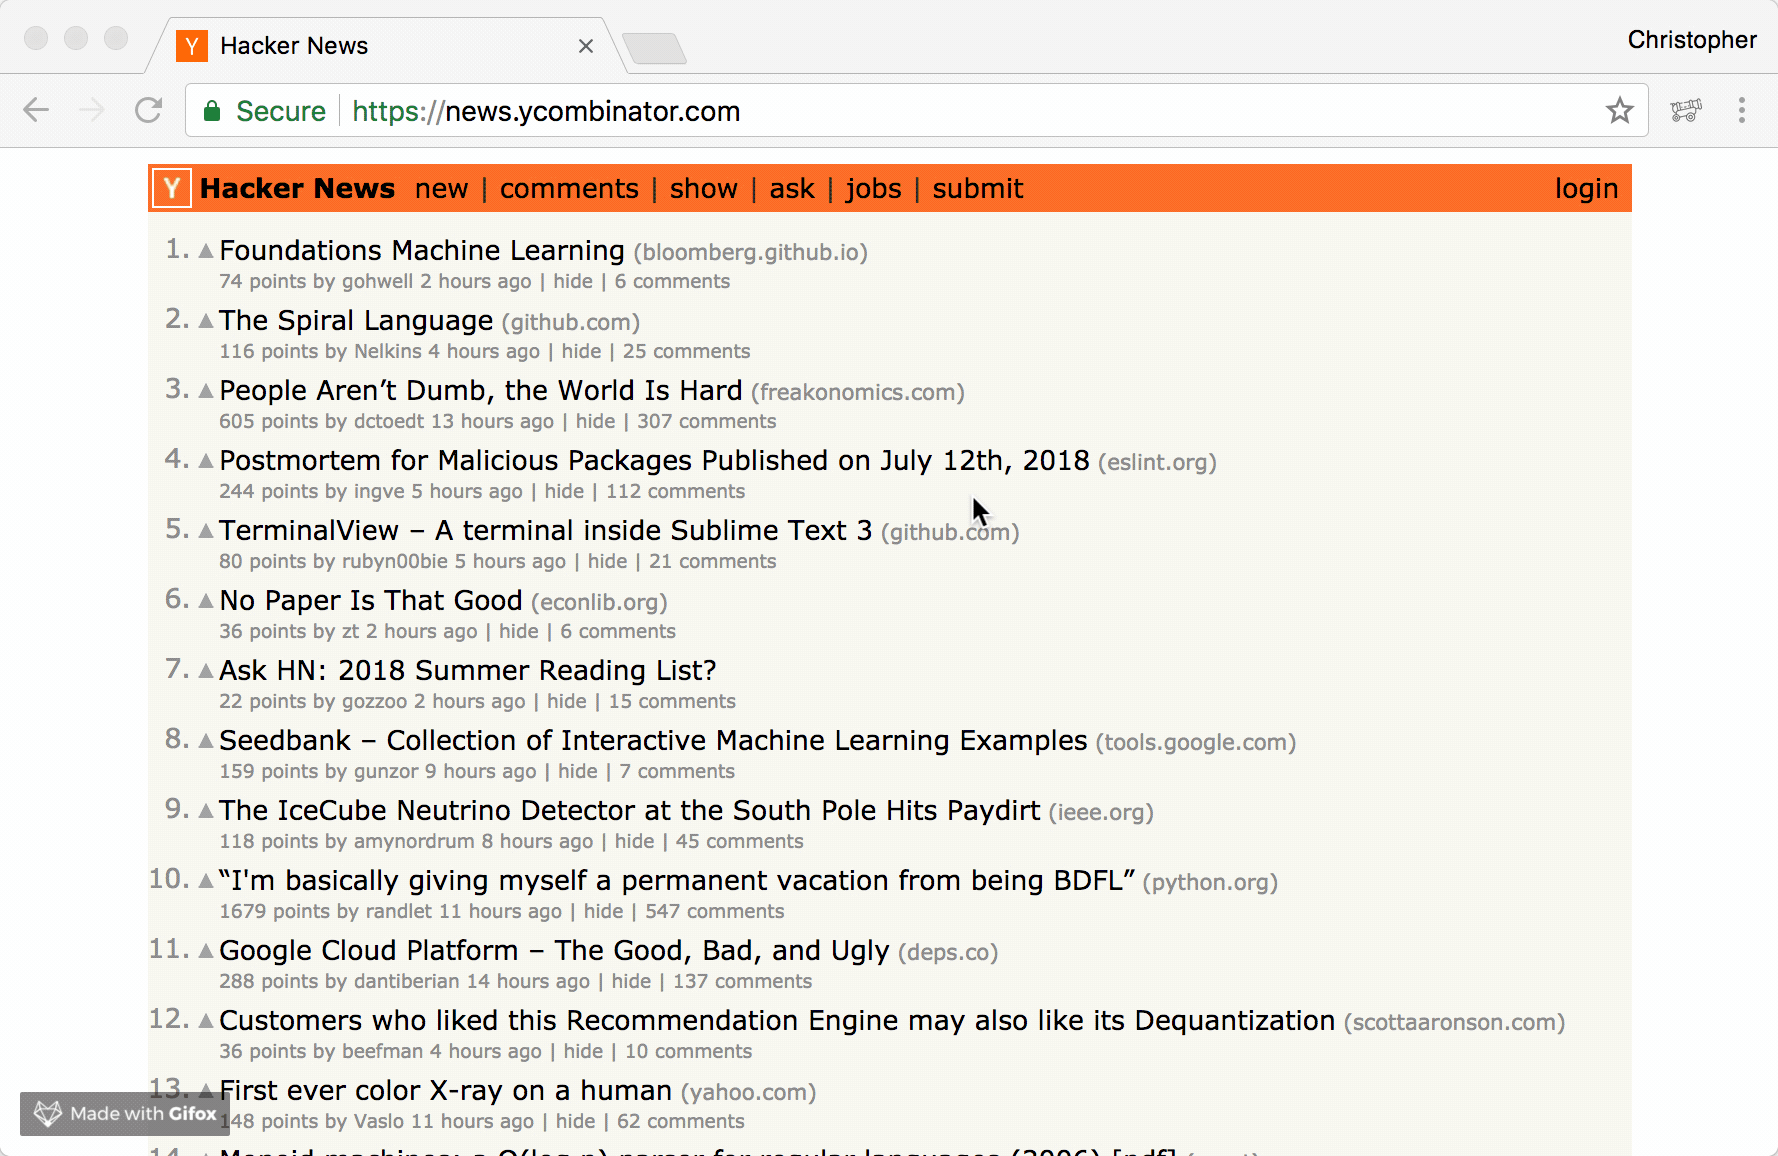 Y Hacker News Christopher
Secure https://news.ycombinator.com
Y Hacker News new | comments | show | ask | jobs | submit login
1. Foundations Machine Learning (bloomberg.github.io)
74 points by gohwell 2 hours ago | hide | 6 comments
2. The Spiral Language (github.com)
116 points by Nelkins 4 hours ago | hide | 25 comments
3. People Aren’t Dumb, the World Is Hard (freakonomics.com)
605 points by dctoedt 13 hours ago | hide | 307 comments
4. Postmortem for Malicious Packages Published on July 12th, 2018 (eslint.org)
244 points by ingve 5 hours ago | hide | 112 comments
5. TerminalView – A terminal inside Sublime Text 3 (github.com)
80 points by rubyn00bie 5 hours ago | hide | 21 comments
6. No Paper Is That Good (econlib.org)
36 points by zt 2 hours ago | hide | 6 comments
7. Ask HN: 2018 Summer Reading List?
22 points by gozzoo 2 hours ago | hide | 15 comments
8. Seedbank – Collection of Interactive Machine Learning Examples (tools.google.com)
159 points by gunzor 9 hours ago | hide | 7 comments
9. The IceCube Neutrino Detector at the South Pole Hits Paydirt (ieee.org)
118 points by amynordrum 8 hours ago | hide | 45 comments
10. “I'm basically giving myself a permanent vacation from being BDFL” (python.org)
1679 points by randlet 11 hours ago | hide | 547 comments
11. Google Cloud Platform – The Good, Bad, and Ugly (deps.co)
288 points by dantiberian 14 hours ago | hide | 137 comments
12. Customers who liked this Recommendation Engine may also like its Dequantization (scottaaronson.com)
36 points by beefman 4 hours ago | hide | 10 comments
13. First ever color X-ray on a human (yahoo.com)
148 points by Vaslo 11 hours ago | hide | 62 comments
Made with Gifox
14. Monoid machines: a O(log n) parser for regular languages (2006) [pdf]